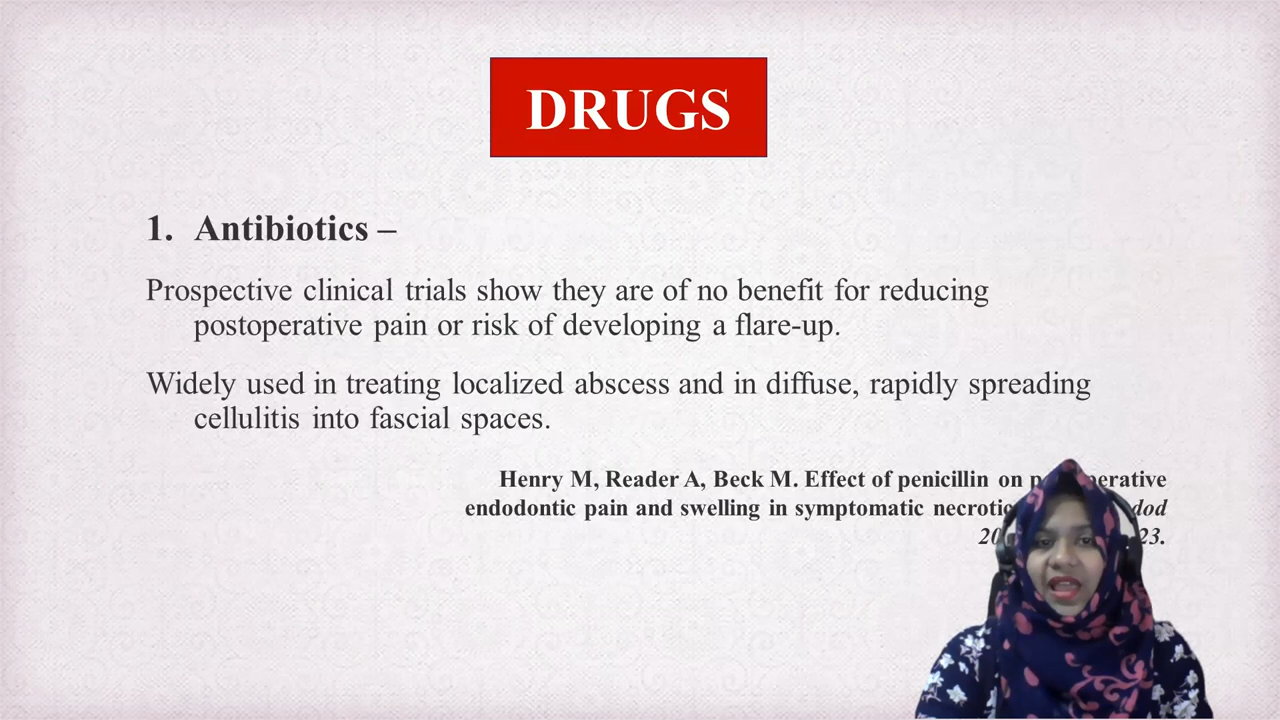 DRUGS
1. Antibiotics –
Prospective clinical trials show they are of no benefit for reducing
postoperative pain or risk of developing a flare-up.
Widely used in treating localized abscess and in diffuse, rapidly spreading
cellulitis into fascial spaces.
Henry M, Reader A, Beck M. Effect of penicillin on
endodontic pain and swelling in symptomatic
23.